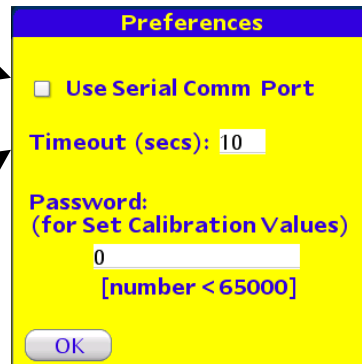 Preferences
Use Serial Comm Port
Timeout (secs): 10
Password:
(for Set Calibration Values)
0
[number < 65000]
OK